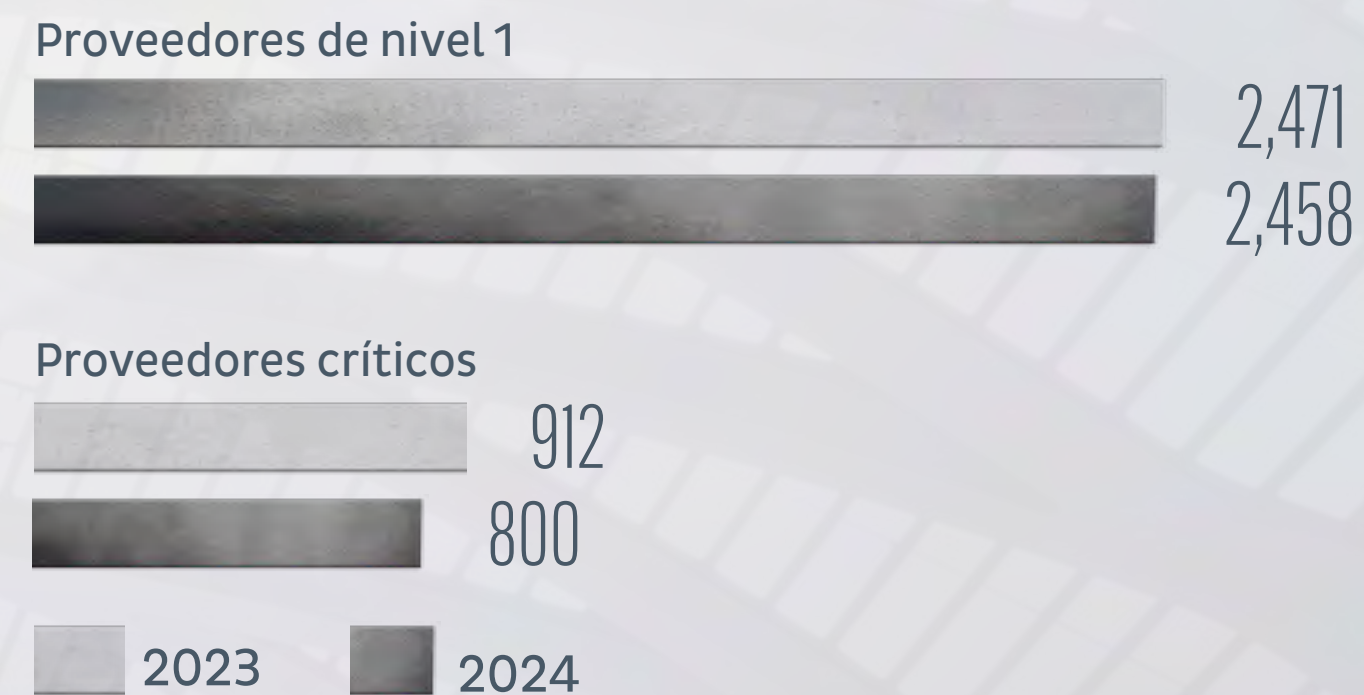 Proveedores de nivel 1
2,471
2,458
Proveedores críticos
912
800
2023 2024